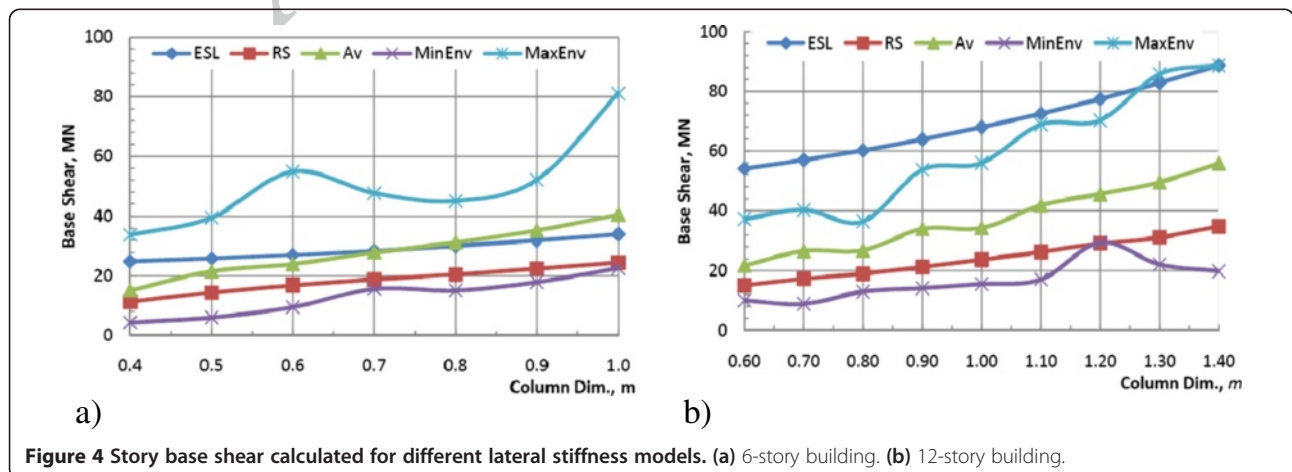 100
ESL RS Av MinEnv MaxEnv
80
60
40
20
0
Base Shear, MN
0.4 0.5 0.6 0.7 0.8 0.9 1.0
Column Dim., m
a)
100
ESL RS Av MinEnv MaxEnv
80
60
40
20
0
Base Shear, MN
0.60 0.70 0.80 0.90 1.00 1.10 1.20 1.30 1.40
Column Dim., m
b)
Figure 4 Story base shear calculated for different lateral stiffness models. (a) 6-story building. (b) 12-story building.